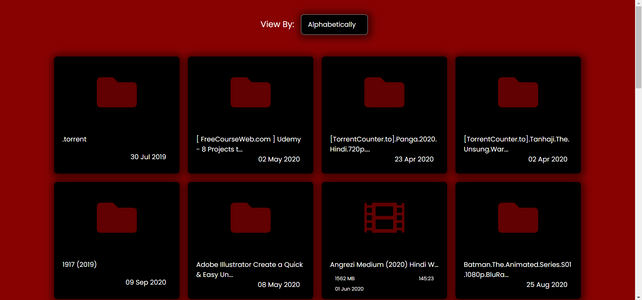 View By:
Alphabetically
.torrent
30 Jul 2019
[ FreeCourseWeb.com ] Udemy
- 8 Projects t...
02 May 2020
[TorrentCounter.to].Panga.2020.
Hindi.720p....
23 Apr 2020
[TorrentCounter.to].Tanhaji.The.
Unsung.War...
02 Apr 2020
1917 (2019)
09 Sep 2020
Adobe Illustrator Create a Quick
& Easy Un...
08 May 2020
Angrezi Medium (2020) Hindi W...
1562 MB
145:23
01 Jun 2020
Batman.The.Animated.Series.S01
.1080p.BluRa...
25 Aug 2020